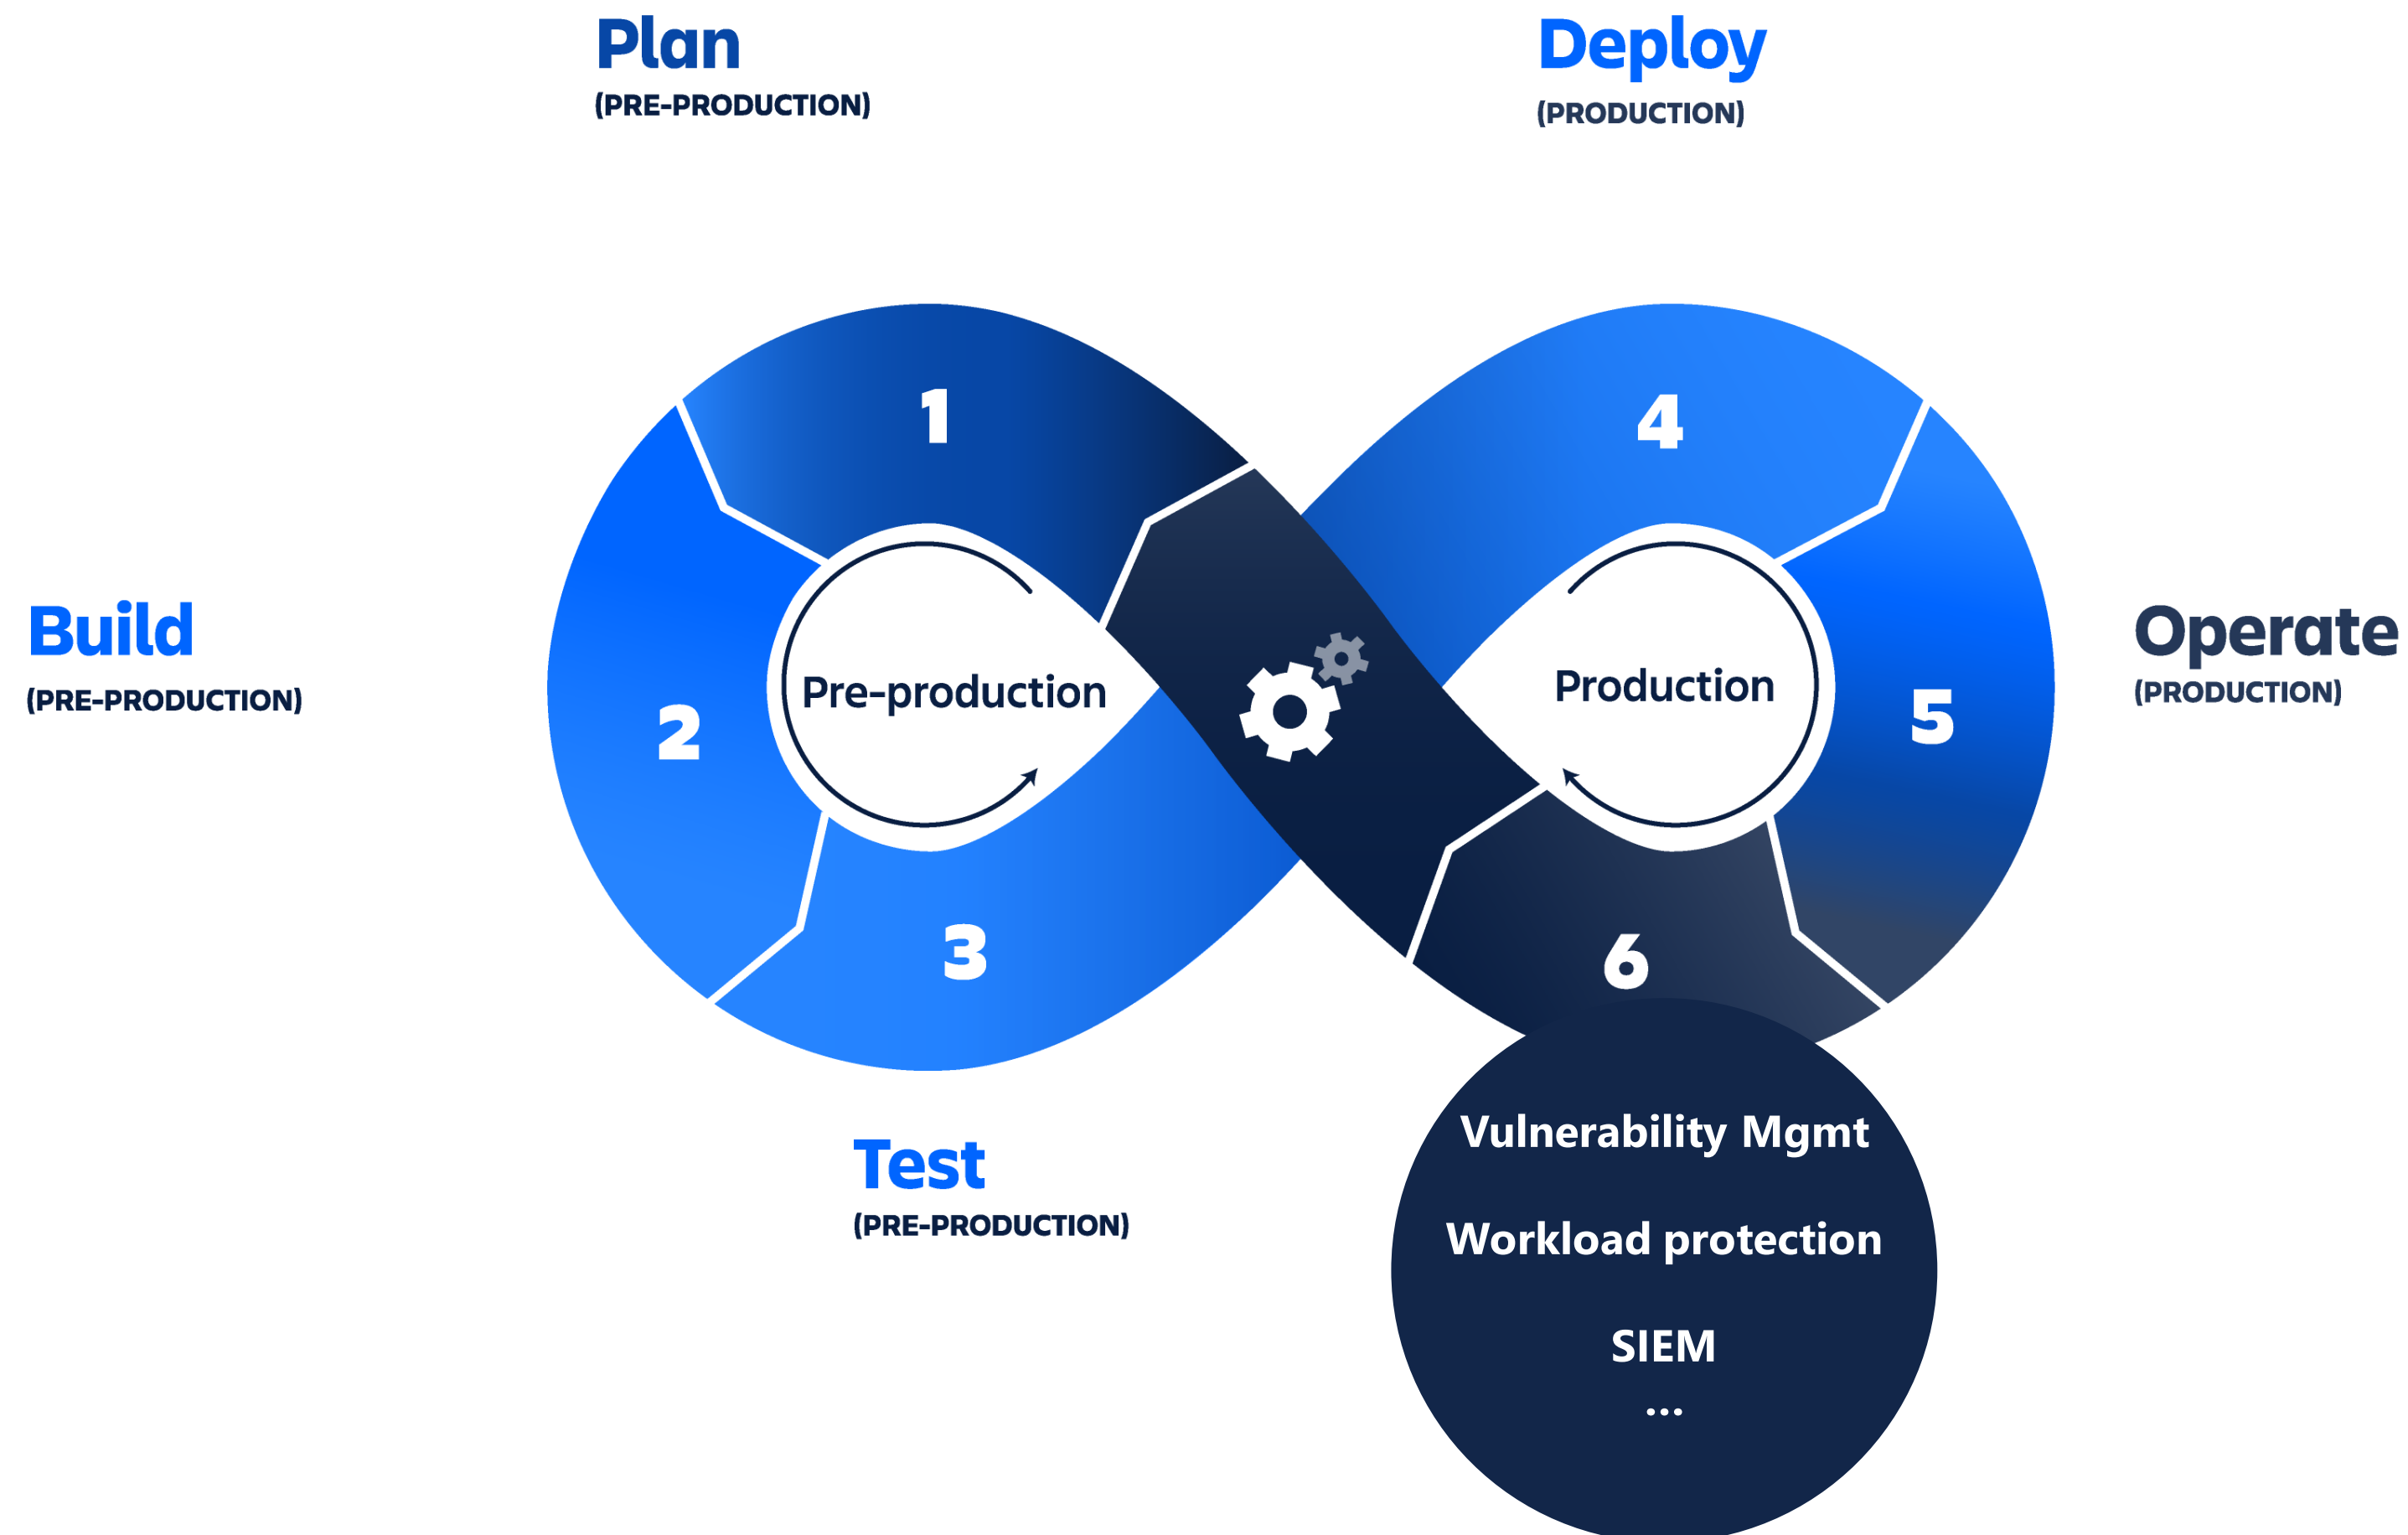 Plan
(PRE-PRODUCTION)
Deploy
(PRODUCTION)
1
4
Build
(PRE-PRODUCTION)
2
Pre-production
Production
5
Operate
(PRODUCTION)
3
6
Test
(PRE-PRODUCTION)
Vulnerability Mgmt
Workload protection
SIEM
...